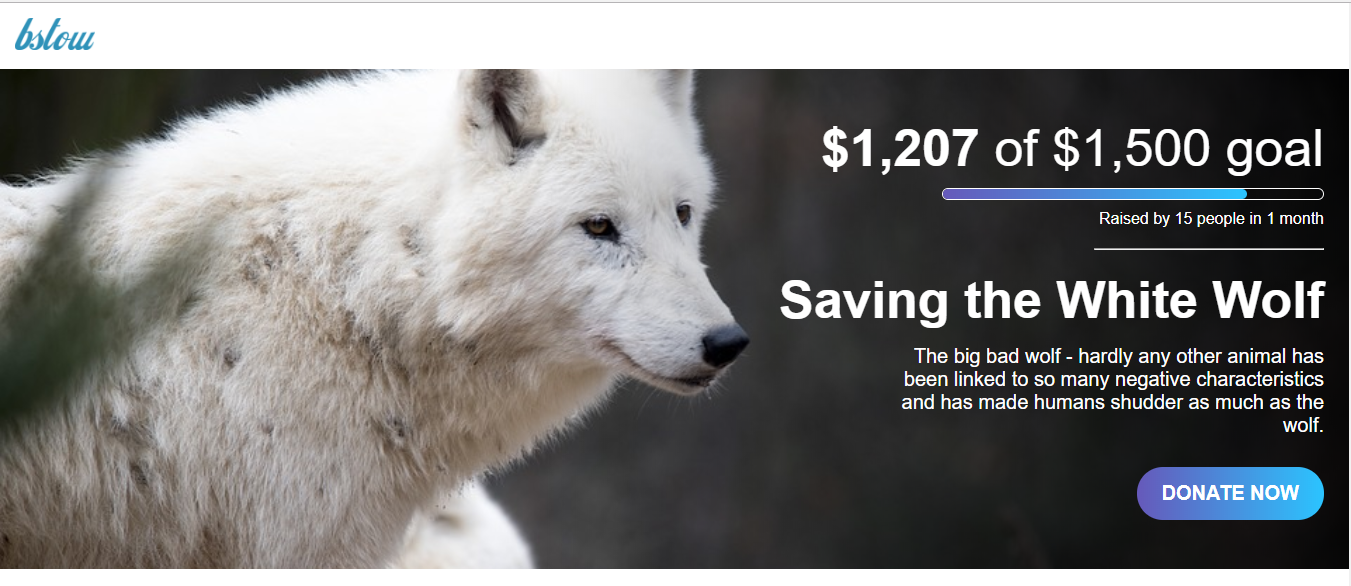 bstow
$1,207 of $1,500 goal
Raised by 15 people in 1 month
Saving the White Wolf
The big bad wolf - hardly any other animal has
been linked to so many negative characteristics
and has made humans shudder as much as the
wolf.
DONATE NOW